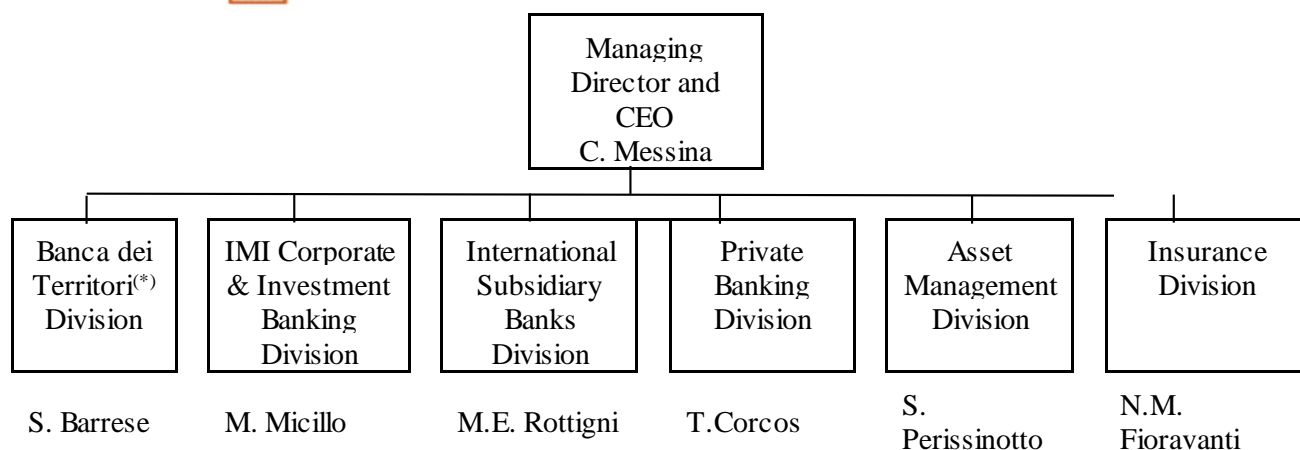 Managing
Director and
CEO
C. Messina
Banca dei
Territori(*)
Division
IMI Corporate
& Investment
Banking
Division
International
Subsidiary
Banks
Division
Private
Banking
Division
Asset
Management
Division
Insurance
Division
S. Barrese
M. Micillo
M.E. Rottigni
T.Corcos
S.
Perissinotto
N.M.
Fioravanti